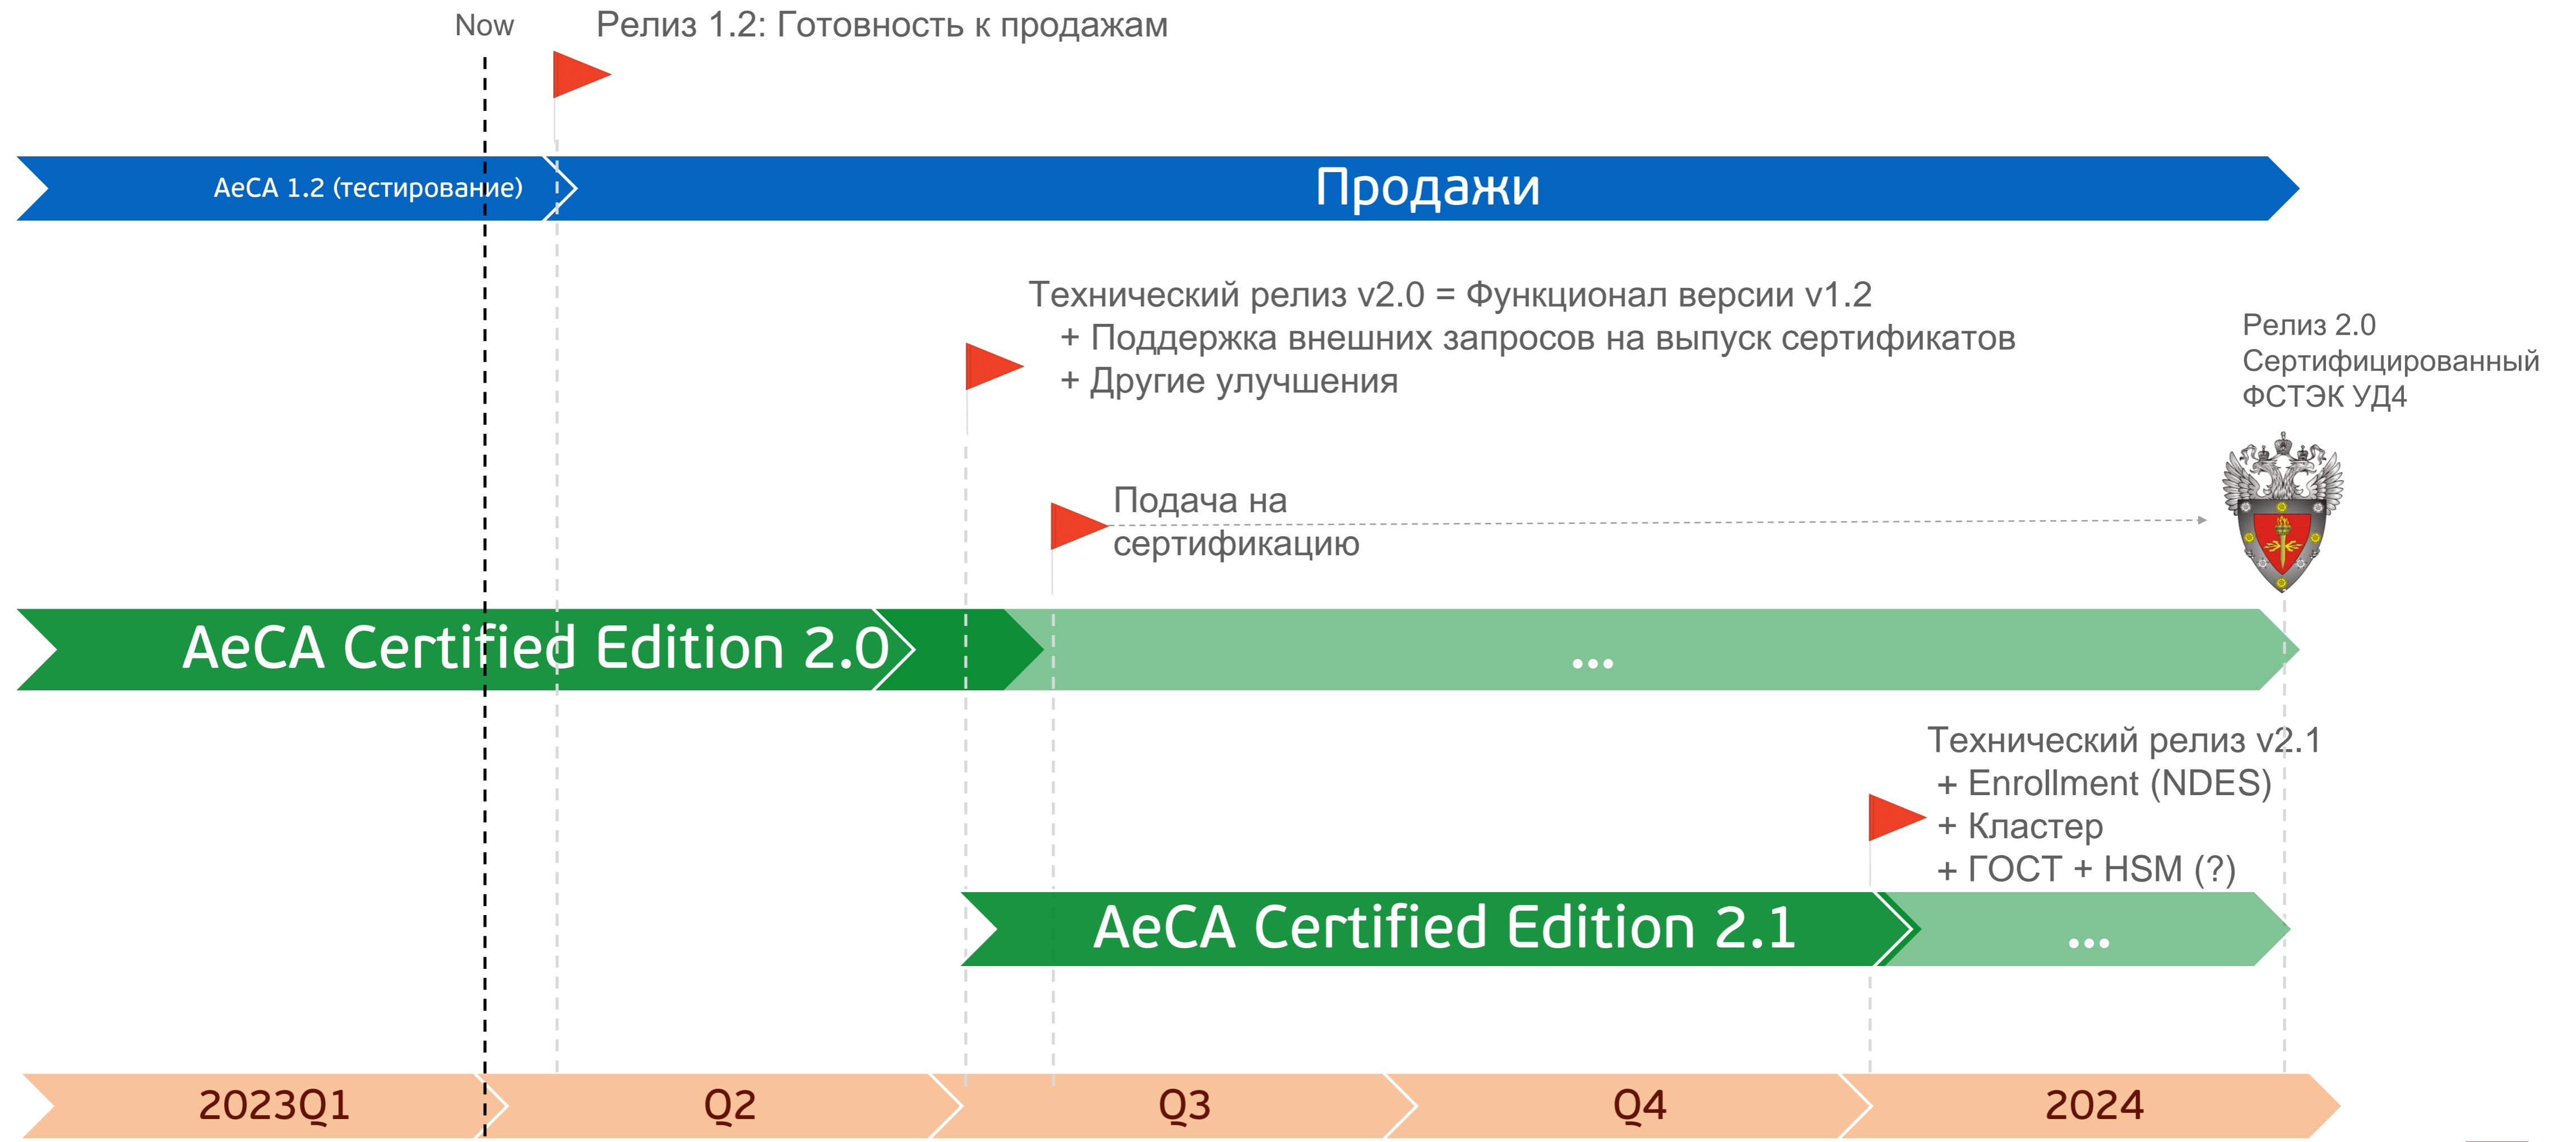 Now
Релиз 1.2: Готовность к продажам
AeCA 1.2 (тестирование)
Продажи
Технический релиз v2.0 = Функционал версии v1.2
+ Поддержка внешних запросов на выпуск сертификатов
+ Другие улучшения
Релиз 2.0
Сертифицированный
ФСТЭК УД4
Подача на
сертификацию
AeCA Certified Edition 2.0
...
Технический релиз v2.1
+ Enrollment (NDES)
+ Кластер
+ ГОСТ + HSM (?)
AeCA Certified Edition 2.1
...
2023Q1
Q2
Q3
Q4
2024